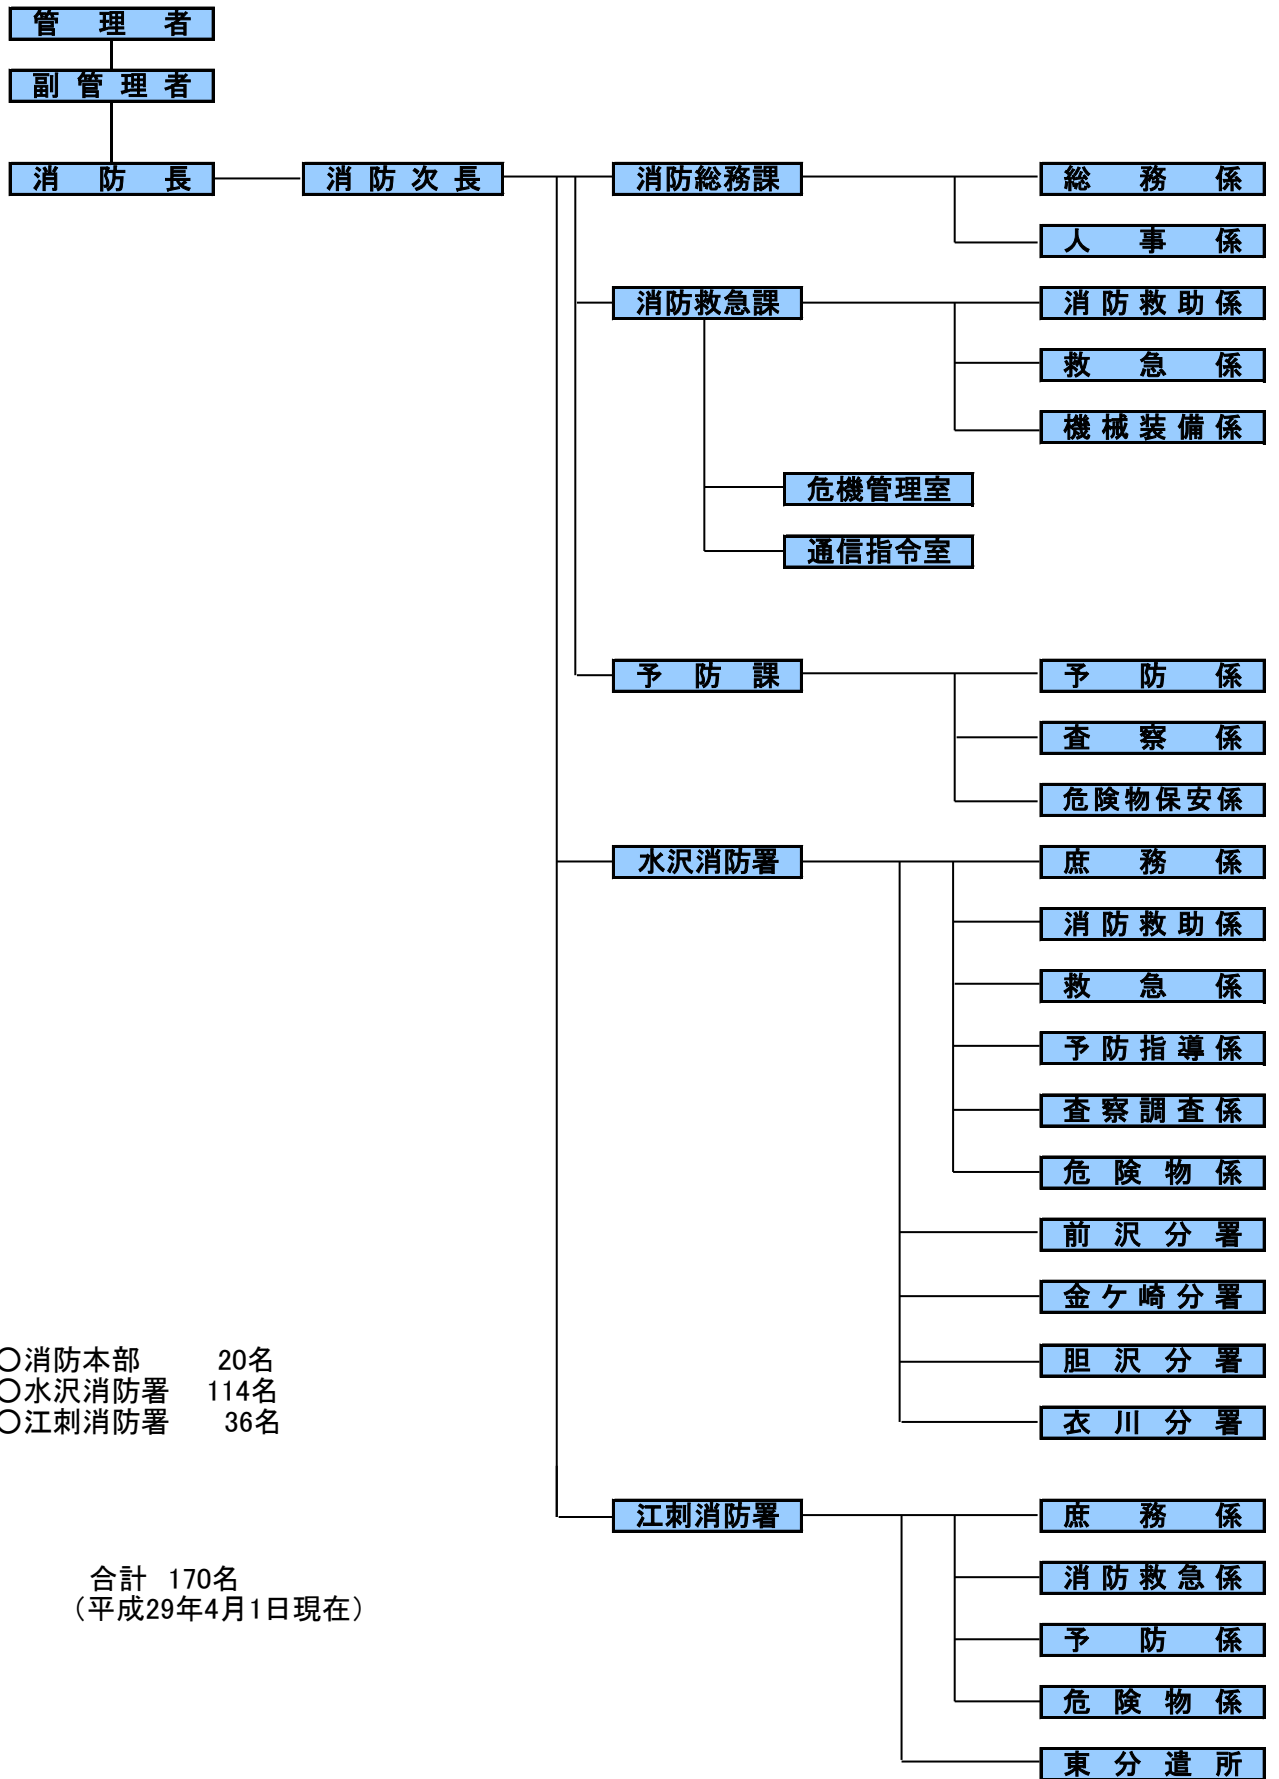 管理者
副管理者
消防長
消防次長
消防総務課
総務係
人事係
消防救急課
消防救助係
救急係
機械装備係
危機管理室
通信指令室
予防課
予防係
査察係
危険物保安係
水沢消防署
庶務係
消防救助係
救急係
予防指導係
査察調査係
危険物係
前沢分署
金ケ崎分署
胆沢分署
衣川分署
○消防本部 20名
○水沢消防署 114名
○江刺消防署 36名
江刺消防署
庶務係
消防救急係
予防係
危険物係
東分遣所
合計 170名
（平成29年4月1日現在）